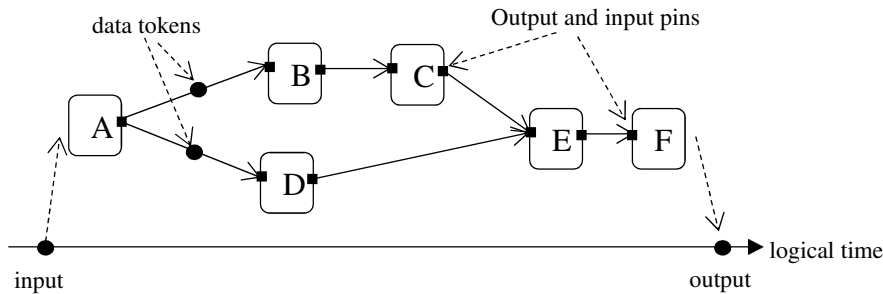 Output and input pins
data tokens
B
C
A
E
F
D
logical time
input
output